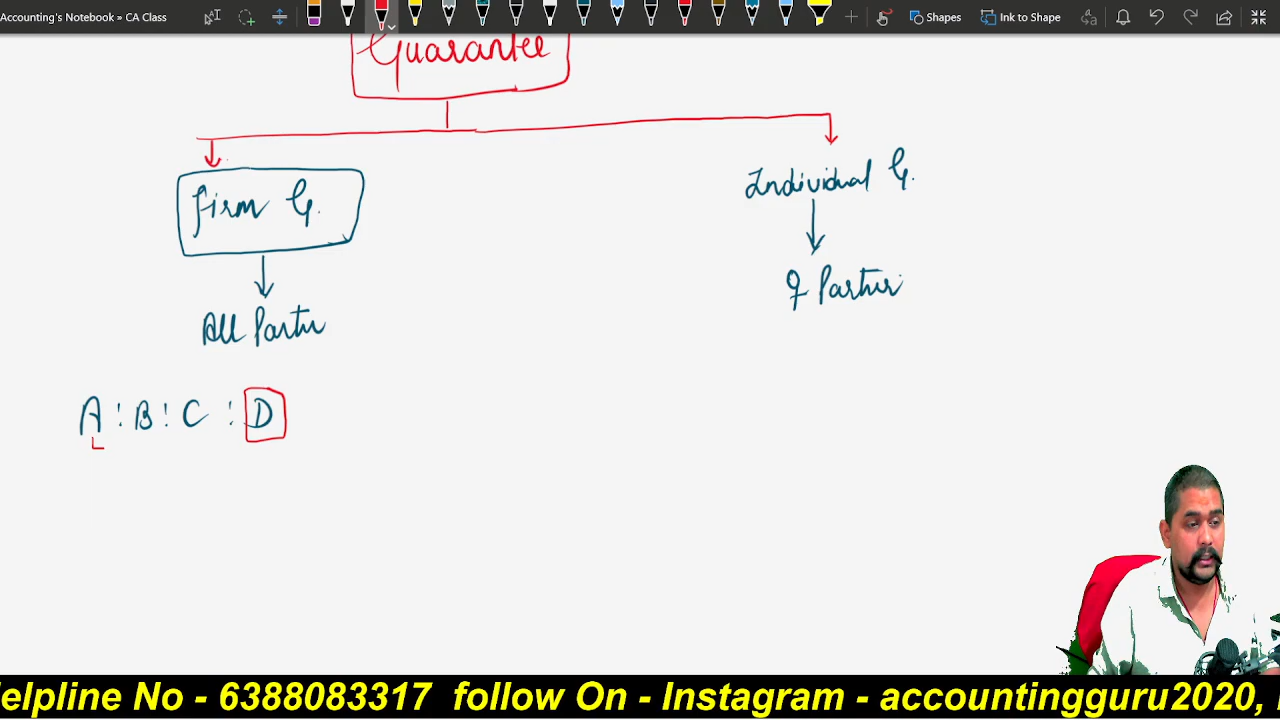 Accounting's Notebook » CA Class
Shapes
Ink to Shape
Guarantee
Firm G.
Individual G.
All Partn
Partner
A : B : C : D
elpline No - 6388083317 follow On - Instagram - accountingguru2020,